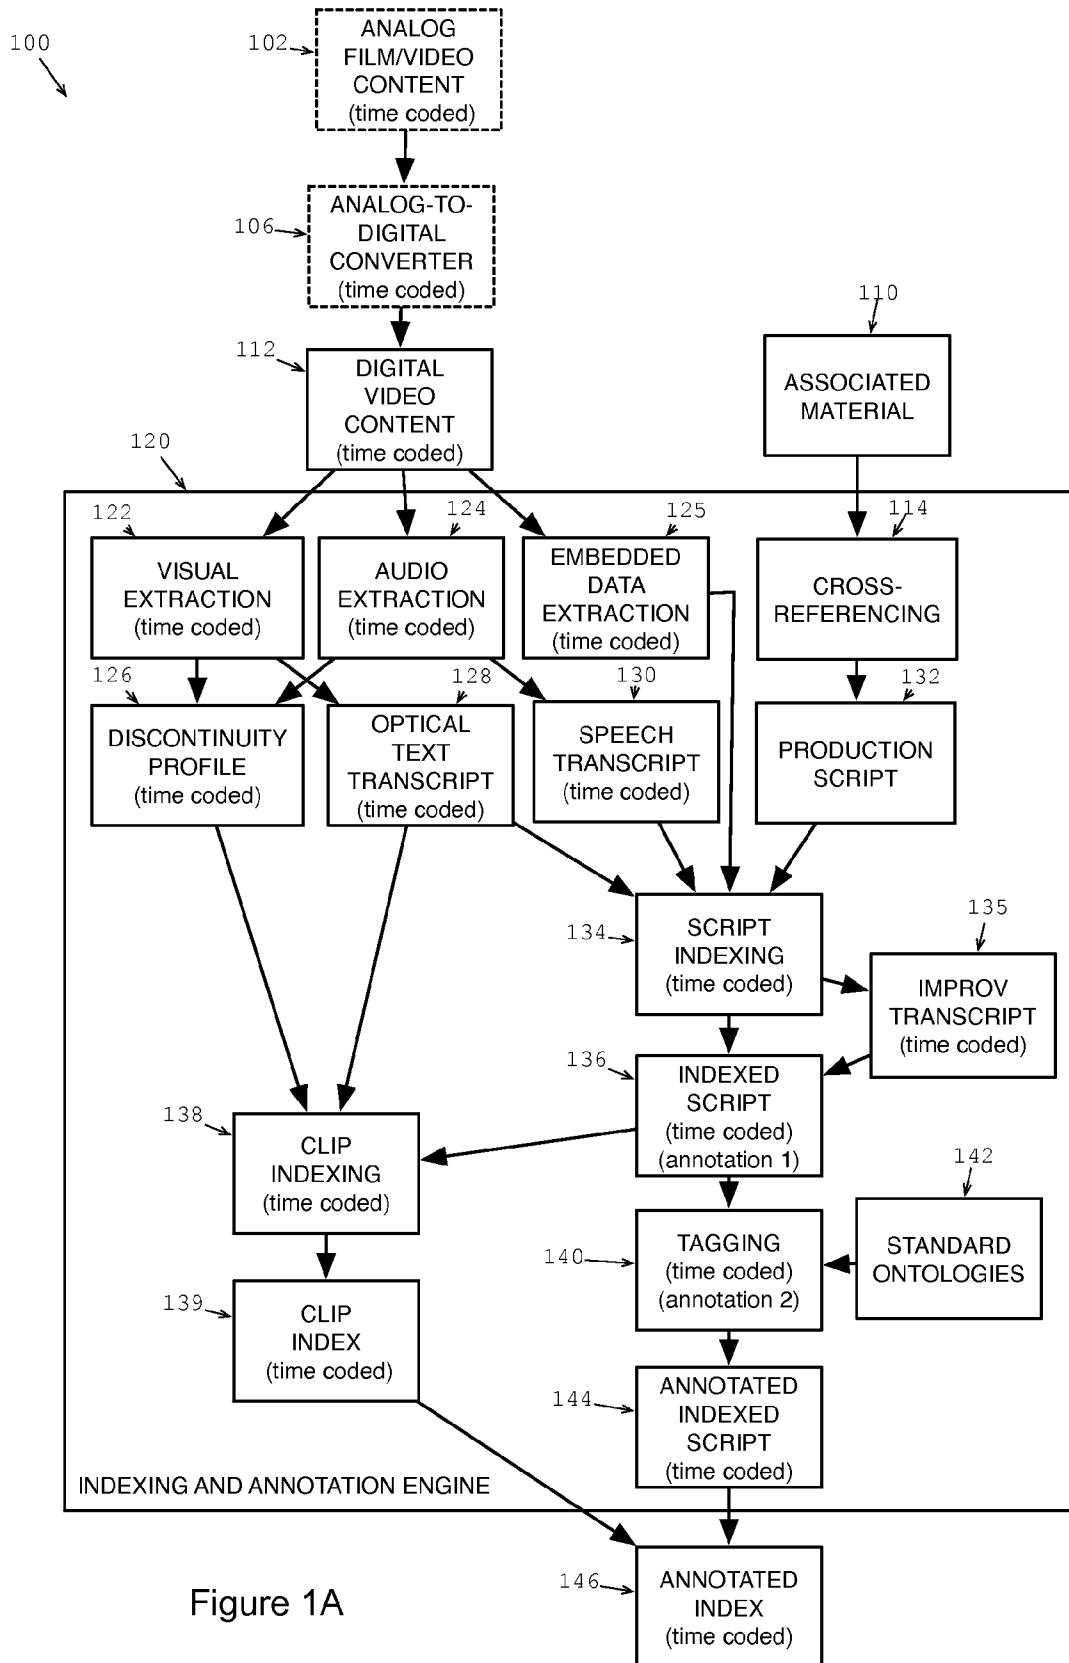 100
102
ANALOG
FILM/VIDEO
CONTENT
(time coded)
106
ANALOG-TO-
DIGITAL
CONVERTER
(time coded)
110
ASSOCIATED
MATERIAL
112
DIGITAL
VIDEO
CONTENT
(time coded)
120
122
VISUAL
EXTRACTION
(time coded)
124
AUDIO
EXTRACTION
(time coded)
125
EMBEDDED
DATA
EXTRACTION
(time coded)
114
CROSS-
REFERENCING
126
DISCONTINUITY
PROFILE
(time coded)
128
OPTICAL
TEXT
TRANSCRIPT
(time coded)
130
SPEECH
TRANSCRIPT
(time coded)
132
PRODUCTION
SCRIPT
134
SCRIPT
INDEXING
(time coded)
135
IMPROV
TRANSCRIPT
(time coded)
136
INDEXED
SCRIPT
(time coded)
(annotation 1)
138
CLIP
INDEXING
(time coded)
140
TAGGING
(time coded)
(annotation 2)
142
STANDARD
ONTOLOGIES
139
CLIP
INDEX
(time coded)
144
ANNOTATED
INDEXED
SCRIPT
(time coded)
INDEXING AND ANNOTATION ENGINE
146
ANNOTATED
INDEX
(time coded)
Figure 1A